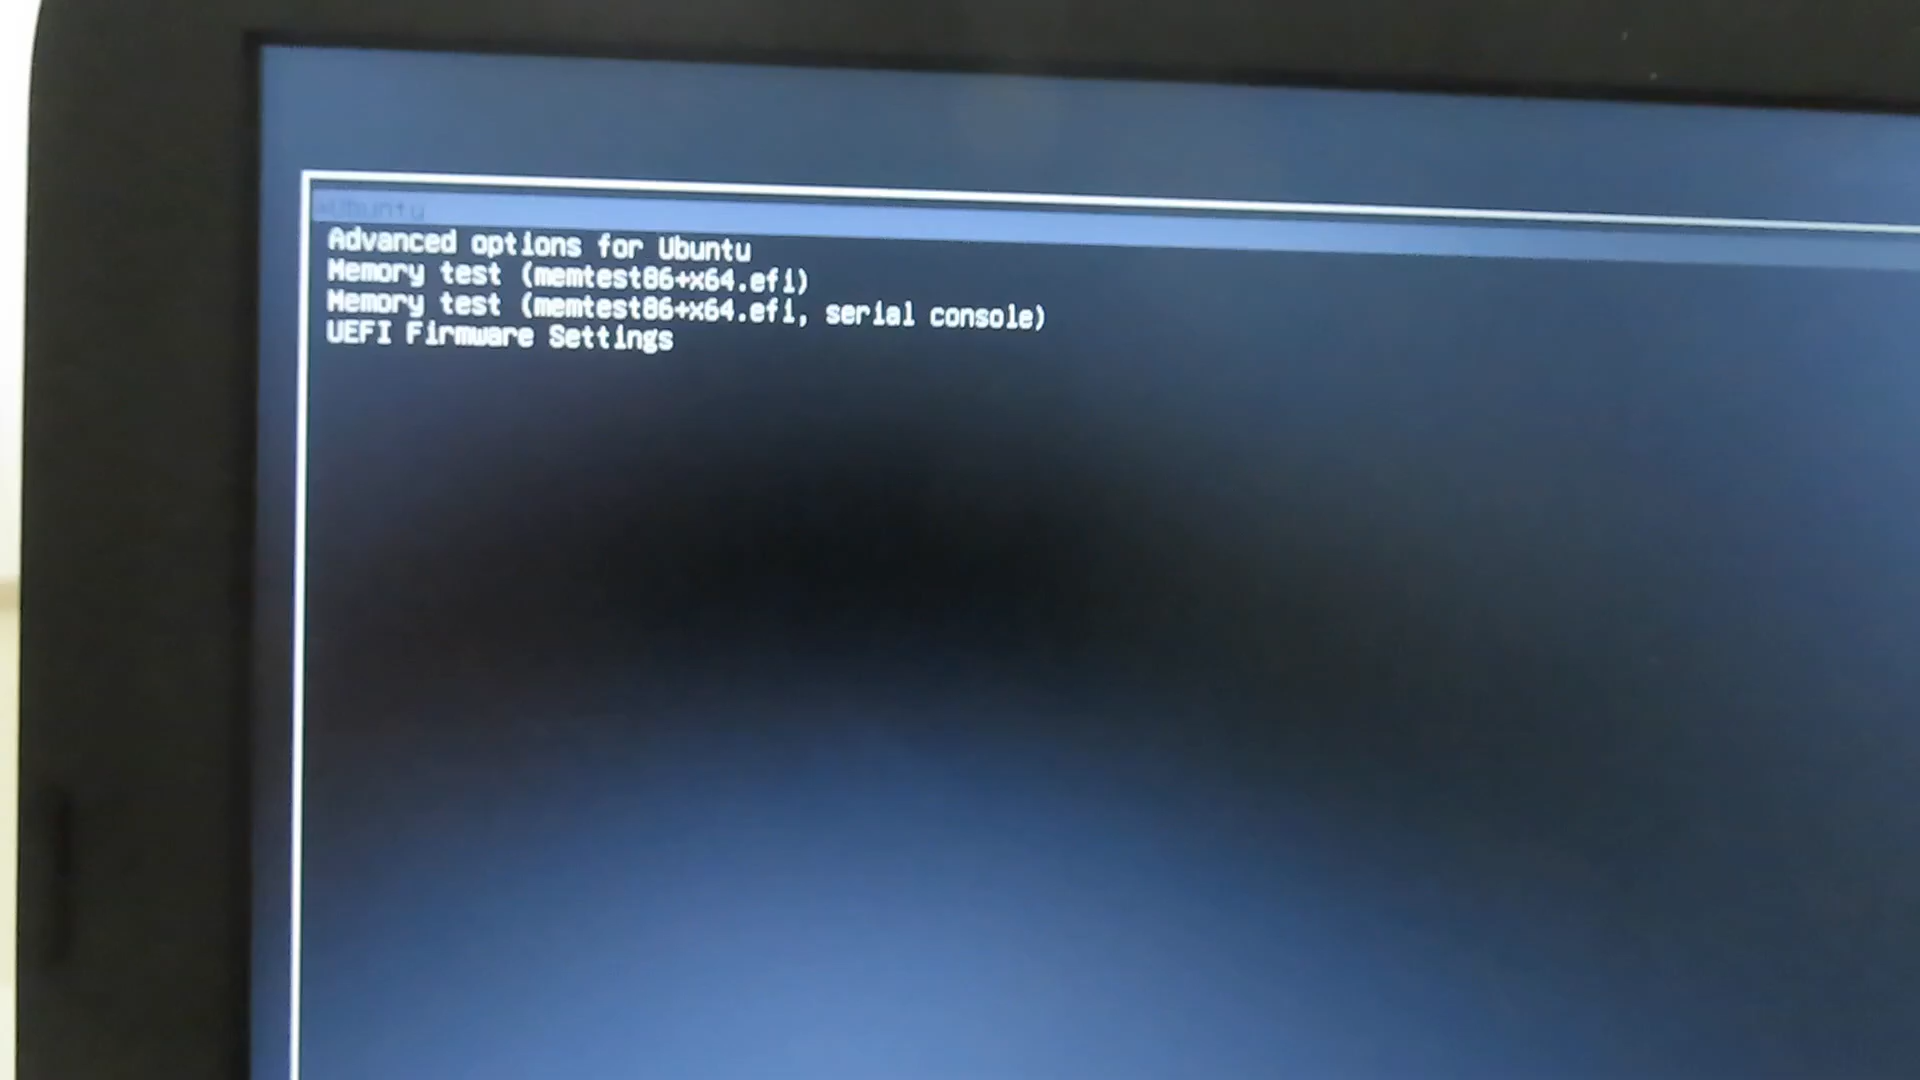 *Ubuntu
Advanced options for Ubuntu
Memory test (memtest86+x64.efi)
Memory test (memtest86+x64.efi, serial console)
UEFI Firmware Settings